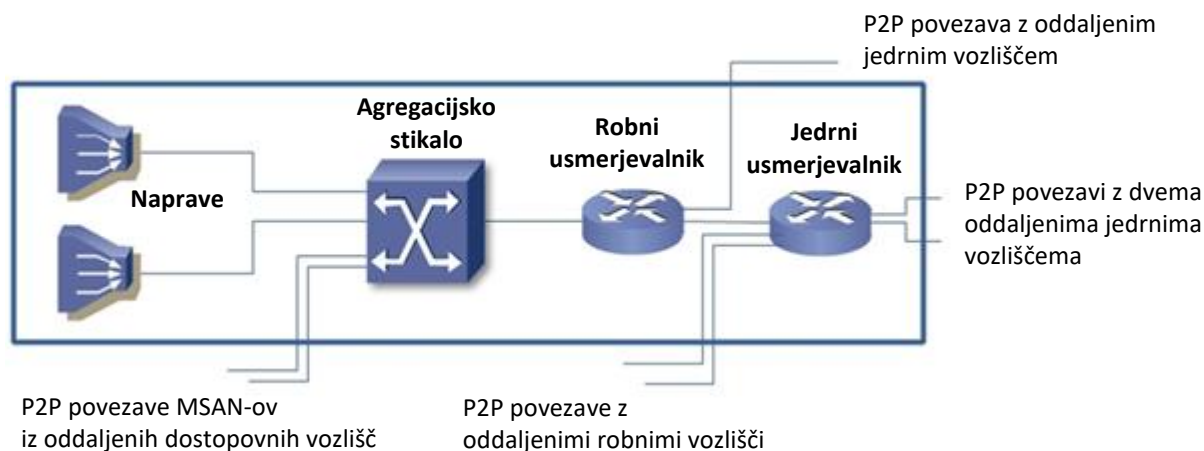 P2P povezava z oddaljenim
jedrnim vozliščem
Agregacijsko
stikalo
Robni
usmerjevalnik
Jedrni
usmerjevalnik
Naprave
P2P povezavi z dvema
oddaljenima jedrnima
vozliščema
P2P povezave MSAN-ov
iz oddaljenih dostopovnih vozlišč
P2P povezave z
oddaljenimi robnimi vozlišči